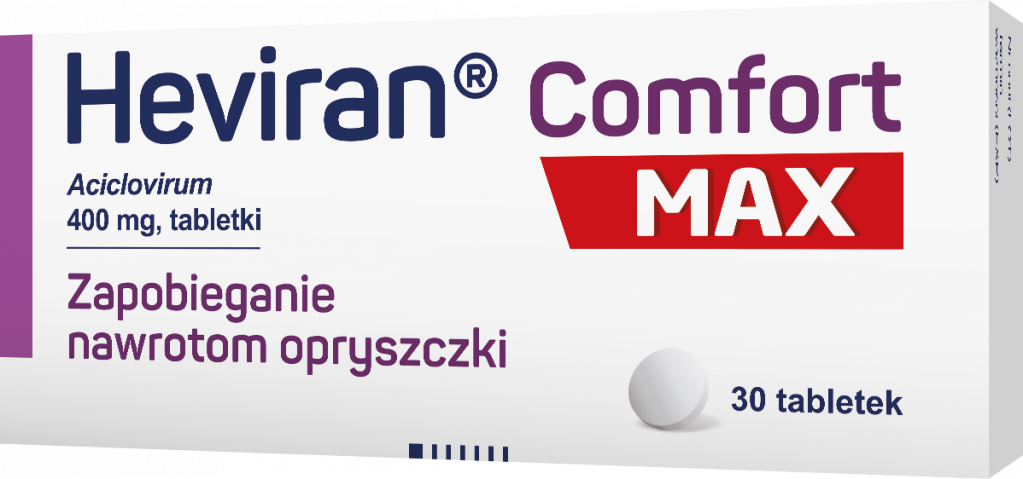 Heviran® Comfort
MAX
Aciclovirum
400 mg, tabletki
Zapobieganie
nawrotom opryszczki
30 tabletek